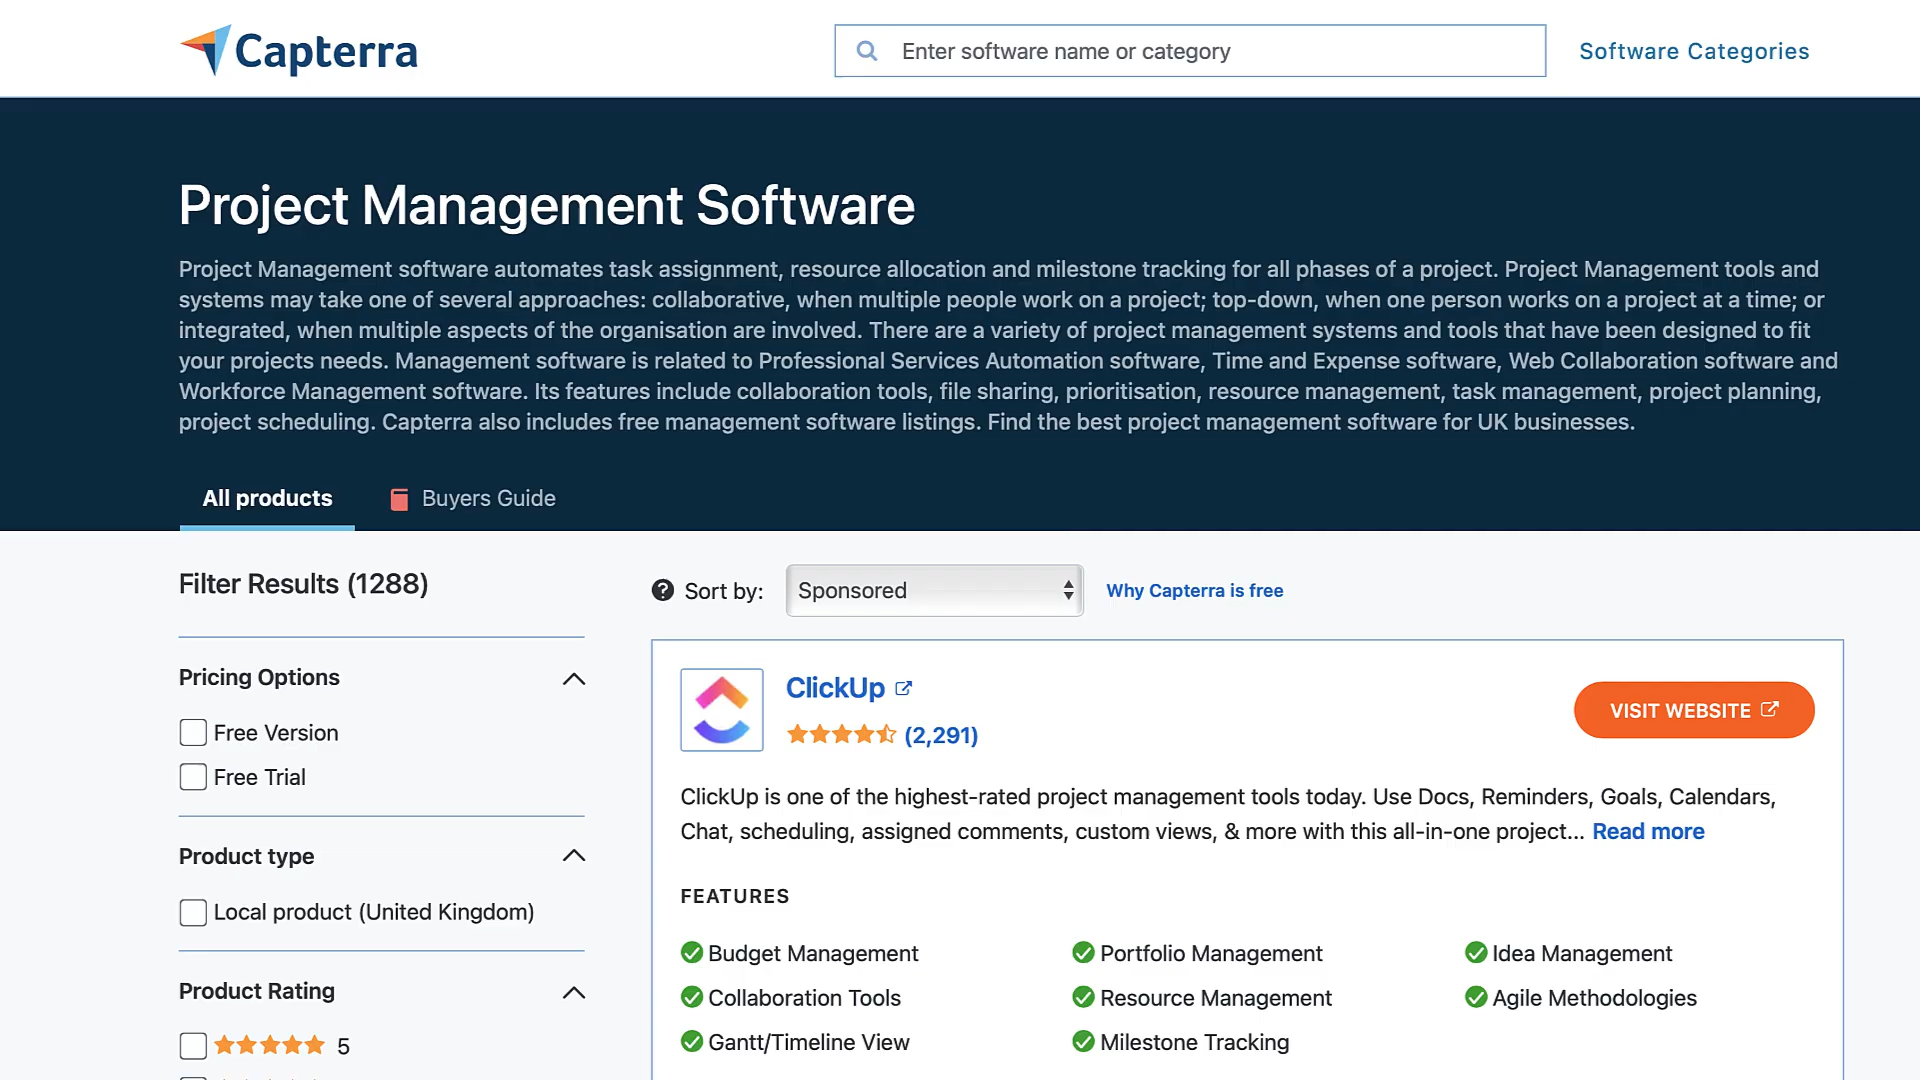 Capterra
Enter software name or category
Software Categories
Project Management Software
Project Management software automates task assignment, resource allocation and milestone tracking for all phases of a project. Project Management tools and
systems may take one of several approaches: collaborative, when multiple people work on a project; top-down, when one person works on a project at a time; or
integrated, when multiple aspects of the organisation are involved. There are a variety of project management systems and tools that have been designed to fit
your projects needs. Management software is related to Professional Services Automation software, Time and Expense software, Web Collaboration software and
Workforce Management software. Its features include collaboration tools, file sharing, prioritisation, resource management, task management, project planning,
project scheduling. Capterra also includes free management software listings. Find the best project management software for UK businesses.
All products
Buyers Guide
Filter Results (1288)
Pricing Options
Free Version
Free Trial
Product type
Local product (United Kingdom)
Product Rating
5
? Sort by:
Sponsored
Why Capterra is free
ClickUp
(2,291)
VISIT WEBSITE
ClickUp is one of the highest-rated project management tools today. Use Docs, Reminders, Goals, Calendars,
Chat, scheduling, assigned comments, custom views, & more with this all-in-one project... Read more
FEATURES
Budget Management
Portfolio Management
Idea Management
Collaboration Tools
Resource Management
Agile Methodologies
Gantt/Timeline View
Milestone Tracking